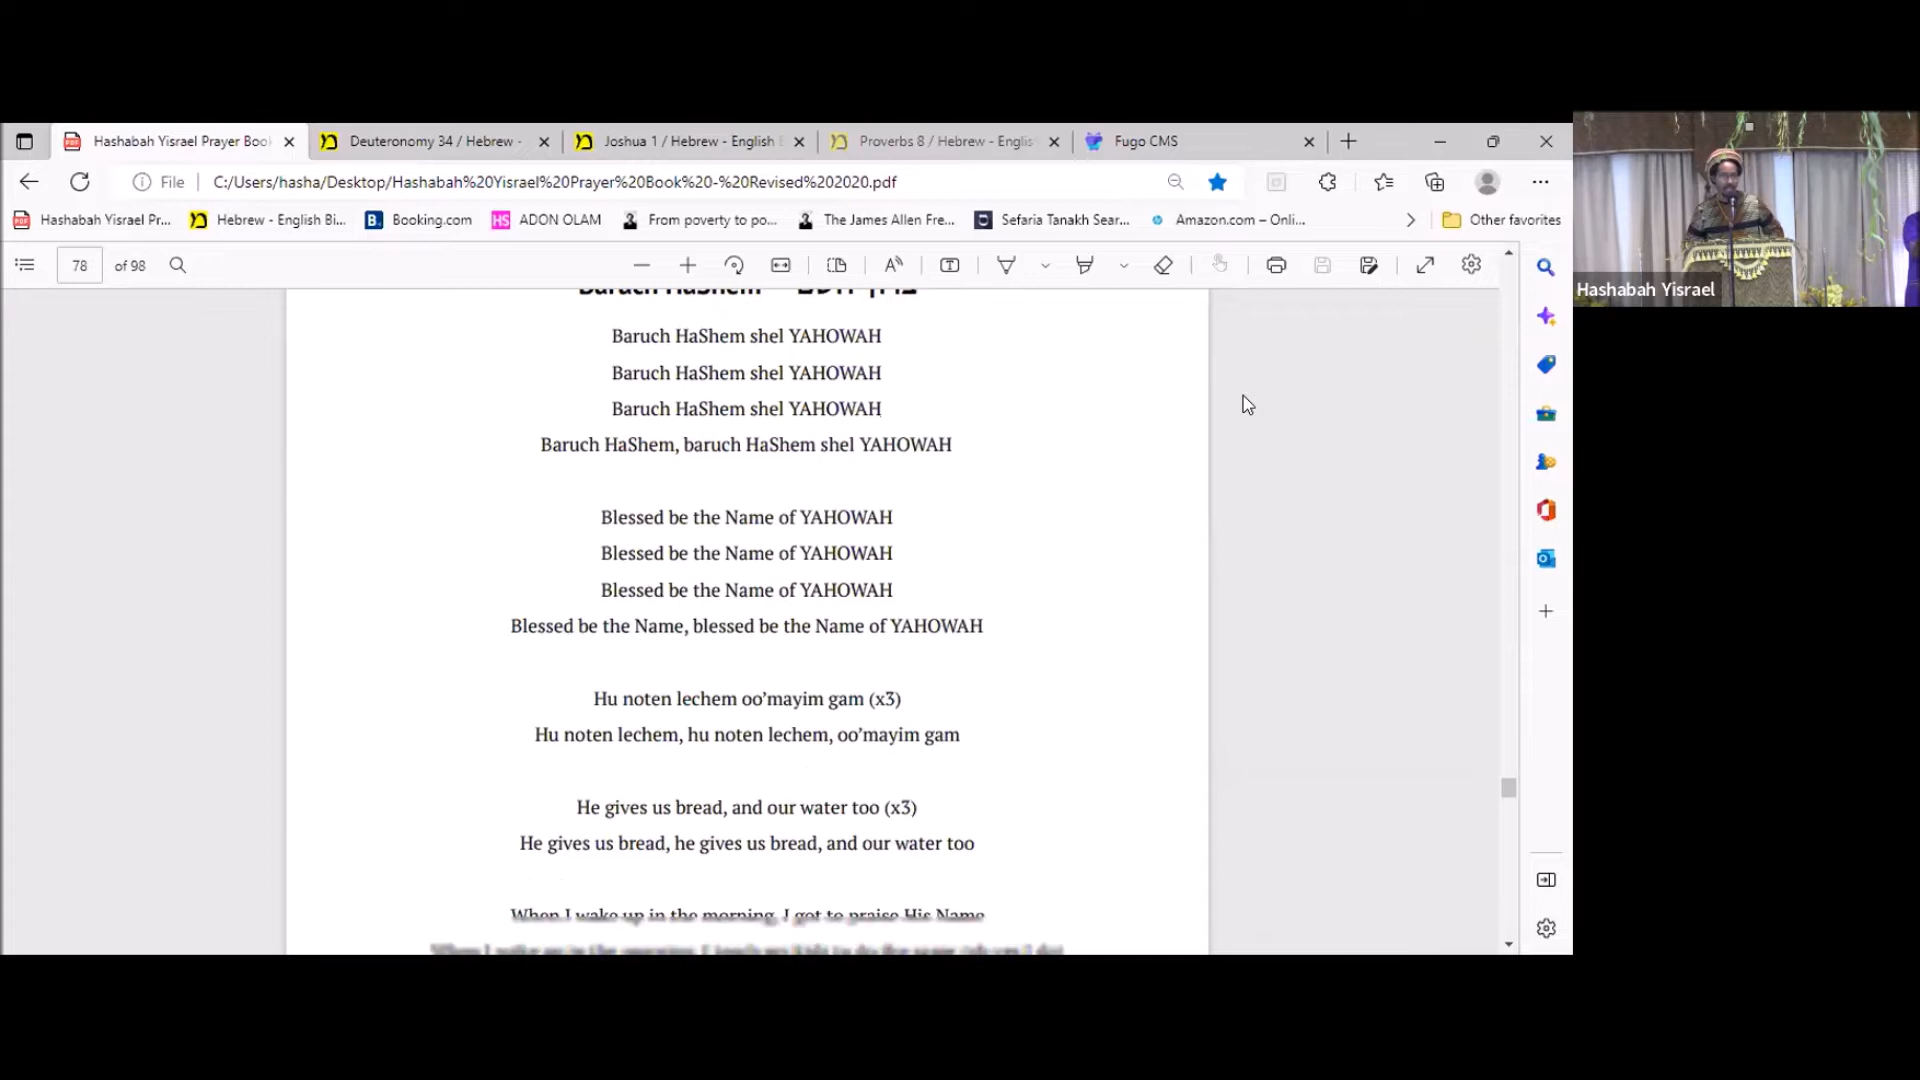 Hashabah Yisrael Prayer Boo
Deuteronomy 34 / Hebrew -
Joshua 1 / Hebrew - English
Proverbs 8 / Hebrew - Englis
Fugo CMS
File
C:/Users/hasha/Desktop/Hashabah%20Yisrael%20Prayer%20Book%20-%20Revised%202020.pdf
Hashabah Yisrael Pr...
Hebrew - English Bi...
B.
Booking.com
HS
ADON OLAM
From poverty to po...
The James Allen Fre...
Sefaria Tanakh Sear...
Amazon.com – Onli...
Other favorites
78
of 98
Hashabah Yisrael
Baruch HaShem
Baruch HaShem shel YAHOWAH
Baruch HaShem shel YAHOWAH
Baruch HaShem shel YAHOWAH
Baruch HaShem, baruch HaShem shel YAHOWAH
Blessed be the Name of YAHOWAH
Blessed be the Name of YAHOWAH
Blessed be the Name of YAHOWAH
Blessed be the Name, blessed be the Name of YAHOWAH
Hu noten lechem oo’mayim gam (x3)
Hu noten lechem, hu noten lechem, oo’mayim gam
He gives us bread, and our water too (x3)
He gives us bread, he gives us bread, and our water too
When I wake up in the morning, I got to praise His Name